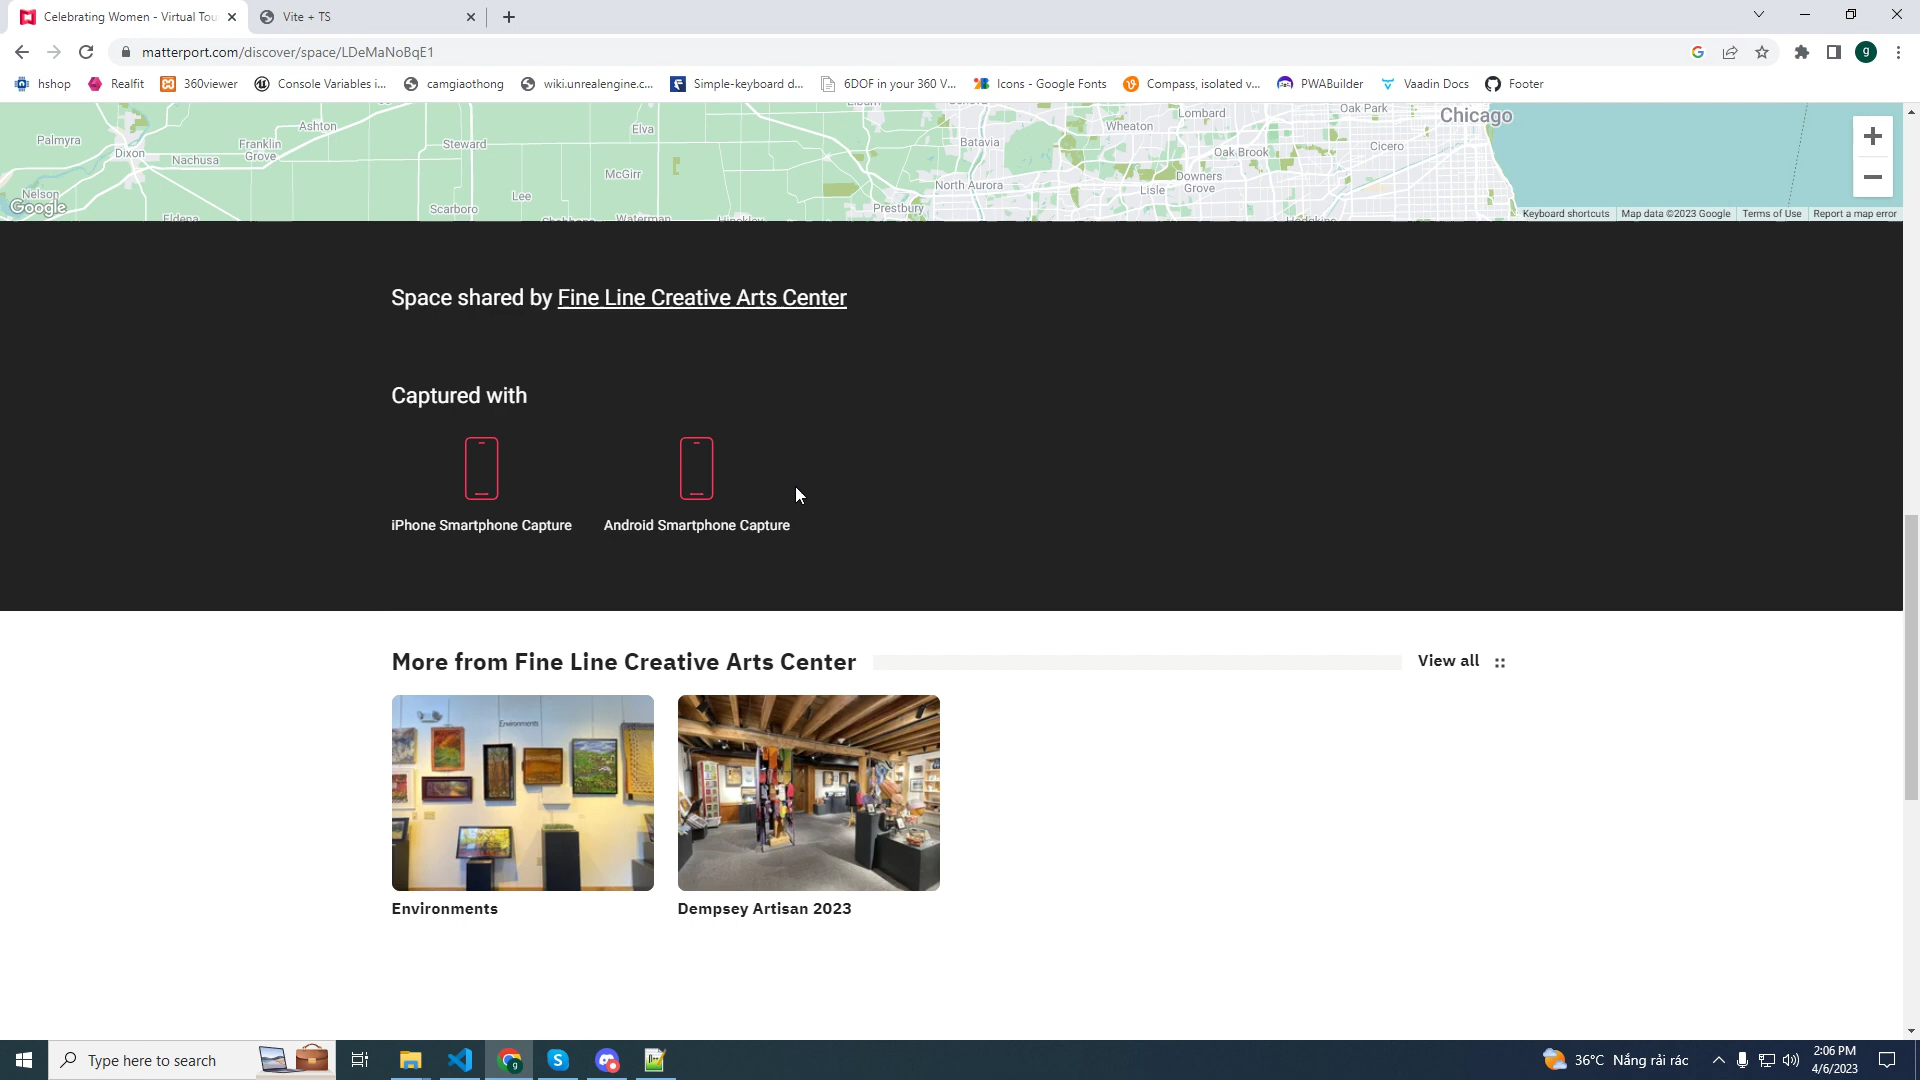 Celebrating Women - Virtual Tou
Vite + TS
matterport.com/discover/space/LDeMaNoBqE1
g
hshop
Realfit
360viewer
Console Variables i...
camgiaothong
wiki.unrealengine.c...
Simple-keyboard d...
6DOF in your 360 V...
Icons - Google Fonts
Compass, isolated v...
PWABuilder
Vaadin Docs
Footer
Palmyra
Dixon
Nachusa
Franklin
Grove
Ashton
Steward
Elva
McGirr
Lee
Scarboro
Nelson
Eldena
Waterman
Hinckley
Prestbury
North Aurora
Batavia
Wheaton
Lombard
Oak Brook
Downers
Grove
Lisle
Oak Park
Cicero
Chicago
Hodgkins
Google
Keyboard shortcuts
Map data ©2023 Google
Terms of Use
Report a map error
Space shared by Fine Line Creative Arts Center
Captured with
iPhone Smartphone Capture
Android Smartphone Capture
More from Fine Line Creative Arts Center
View all
Environments
Environments
Dempsey Artisan 2023
Type here to search
36°C Nắng rải rác
2:06 PM
4/6/2023